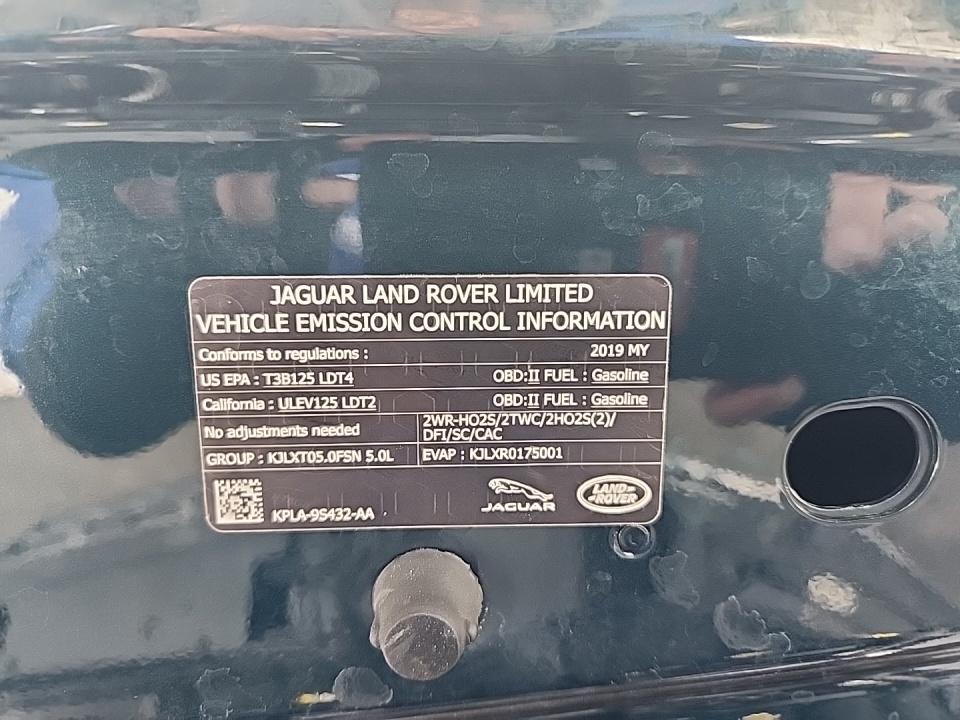 JAGUAR LAND ROVER LIMITED
VEHICLE EMISSION CONTROL INFORMATION
Conforms to regulations : 2019 MY
US EPA : T3B125 LDT4 OBD:II FUEL : Gasoline
California : ULEV125 LDT2 OBD:II FUEL : Gasoline
No adjustments needed
2WR-HO2S/2TWC/2HO2S(2)/
DFI/SC/CAC
GROUP : KJLXT05.0FSN 5.0L EVAP : KJLXR0175001
KPLA-9S432-AA
JAGUAR
LAND-
-ROVER